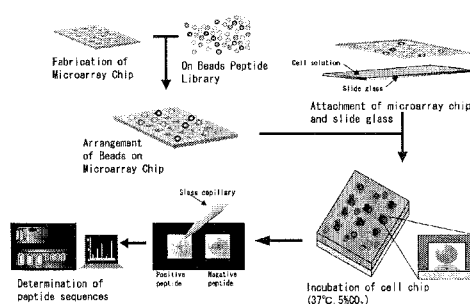 Fabrication of
Microarray Chip
On Beads Peptide
Library
Cell solution
Slide glass
Attachment of microarray chip
and slide glass
Arrangement
of Beads on
Microarray Chip
Glass capillary
Positive
peptide
Negative
peptide
Determination of
peptide sequences
Incubation of cell chip
(37℃, 5%CO₂)